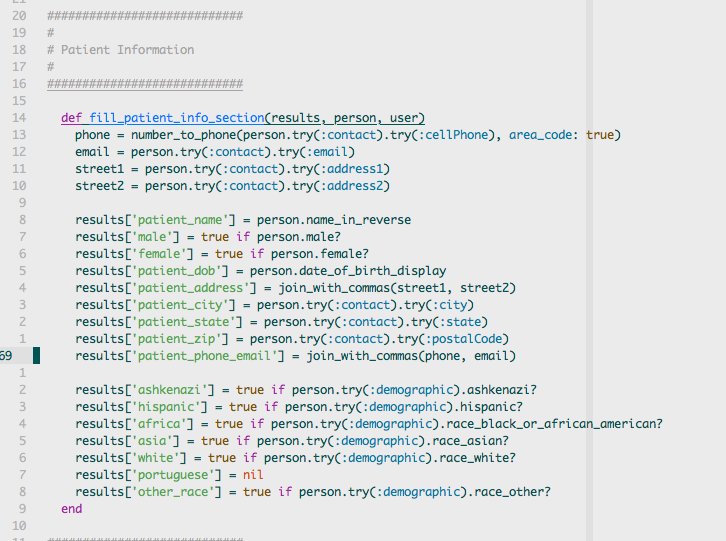 21
20 ############################
19 #
18 # Patient Information
17 #
16 ############################
15
14 def fill_patient_info_section(results, person, user)
13 phone = number_to_phone(person.try(:contact).try(:cellPhone), area_code: true)
12 email = person.try(:contact).try(:email)
11 street1 = person.try(:contact).try(:address1)
10 street2 = person.try(:contact).try(:address2)
9
8 results['patient_name'] = person.name_in_reverse
7 results['male'] = true if person.male?
6 results['female'] = true if person.female?
5 results['patient_dob'] = person.date_of_birth_display
4 results['patient_address'] = join_with_commas(street1, street2)
3 results['patient_city'] = person.try(:contact).try(:city)
2 results['patient_state'] = person.try(:contact).try(:state)
1 results['patient_zip'] = person.try(:contact).try(:postalCode)
69 results['patient_phone_email'] = join_with_commas(phone, email)
1
2 results['ashkenazi'] = true if person.try(:demographic).ashkenazi?
3 results['hispanic'] = true if person.try(:demographic).hispanic?
4 results['africa'] = true if person.try(:demographic).race_black_or_african_american?
5 results['asia'] = true if person.try(:demographic).race_asian?
6 results['white'] = true if person.try(:demographic).race_white?
7 results['portuguese'] = nil
8 results['other_race'] = true if person.try(:demographic).race_other?
9 end
10
11 ############################